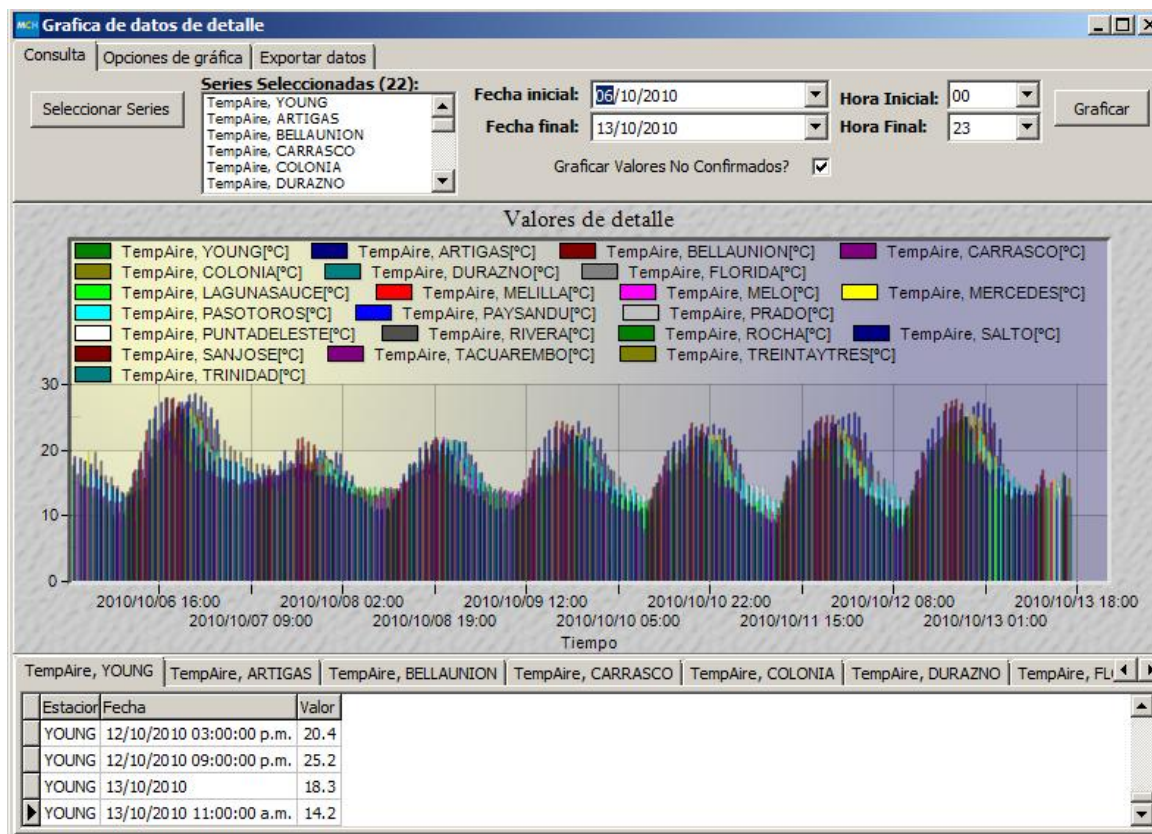 MCH Grafica de datos de detalle
Consulta Opciones de gráfica Exportar datos
Seleccionar Series
Series Seleccionadas (22):
TempAire, YOUNG
TempAire, ARTIGAS
TempAire, BELLAUNION
TempAire, CARRASCO
TempAire, COLONIA
TempAire, DURAZNO
Fecha inicial: 06/10/2010 Hora Inicial: 00
Fecha final: 13/10/2010 Hora Final: 23
Graficar
Graficar Valores No Confirmados?
Valores de detalle
TempAire, YOUNG[ºC] TempAire, ARTIGAS[ºC] TempAire, BELLAUNION[ºC] TempAire, CARRASCO[ºC]
TempAire, COLONIA[ºC] TempAire, DURAZNO[ºC] TempAire, FLORIDA[ºC]
TempAire, LAGUNASAUCE[ºC] TempAire, MELILLA[ºC] TempAire, MELO[ºC] TempAire, MERCEDES[ºC]
TempAire, PASOTOROS[ºC] TempAire, PAYSANDU[ºC] TempAire, PRADO[ºC]
TempAire, PUNTADELESTE[ºC] TempAire, RIVERA[ºC] TempAire, ROCHA[ºC] TempAire, SALTO[ºC]
TempAire, SANJOSE[ºC] TempAire, TACUAREMBO[ºC] TempAire, TREINTAYTRES[ºC]
TempAire, TRINIDAD[ºC]
30
20
10
0
2010/10/06 16:00 2010/10/08 02:00 2010/10/09 12:00 2010/10/10 22:00 2010/10/12 08:00 2010/10/13 18:00
2010/10/07 09:00 2010/10/08 19:00 2010/10/10 05:00 2010/10/11 15:00 2010/10/13 01:00
Tiempo
TempAire, YOUNG TempAire, ARTIGAS TempAire, BELLAUNION TempAire, CARRASCO TempAire, COLONIA TempAire, DURAZNO TempAire, FL
Estacion Fecha Valor
YOUNG 12/10/2010 03:00:00 p.m. 20.4
YOUNG 12/10/2010 09:00:00 p.m. 25.2
YOUNG 13/10/2010 18.3
YOUNG 13/10/2010 11:00:00 a.m. 14.2